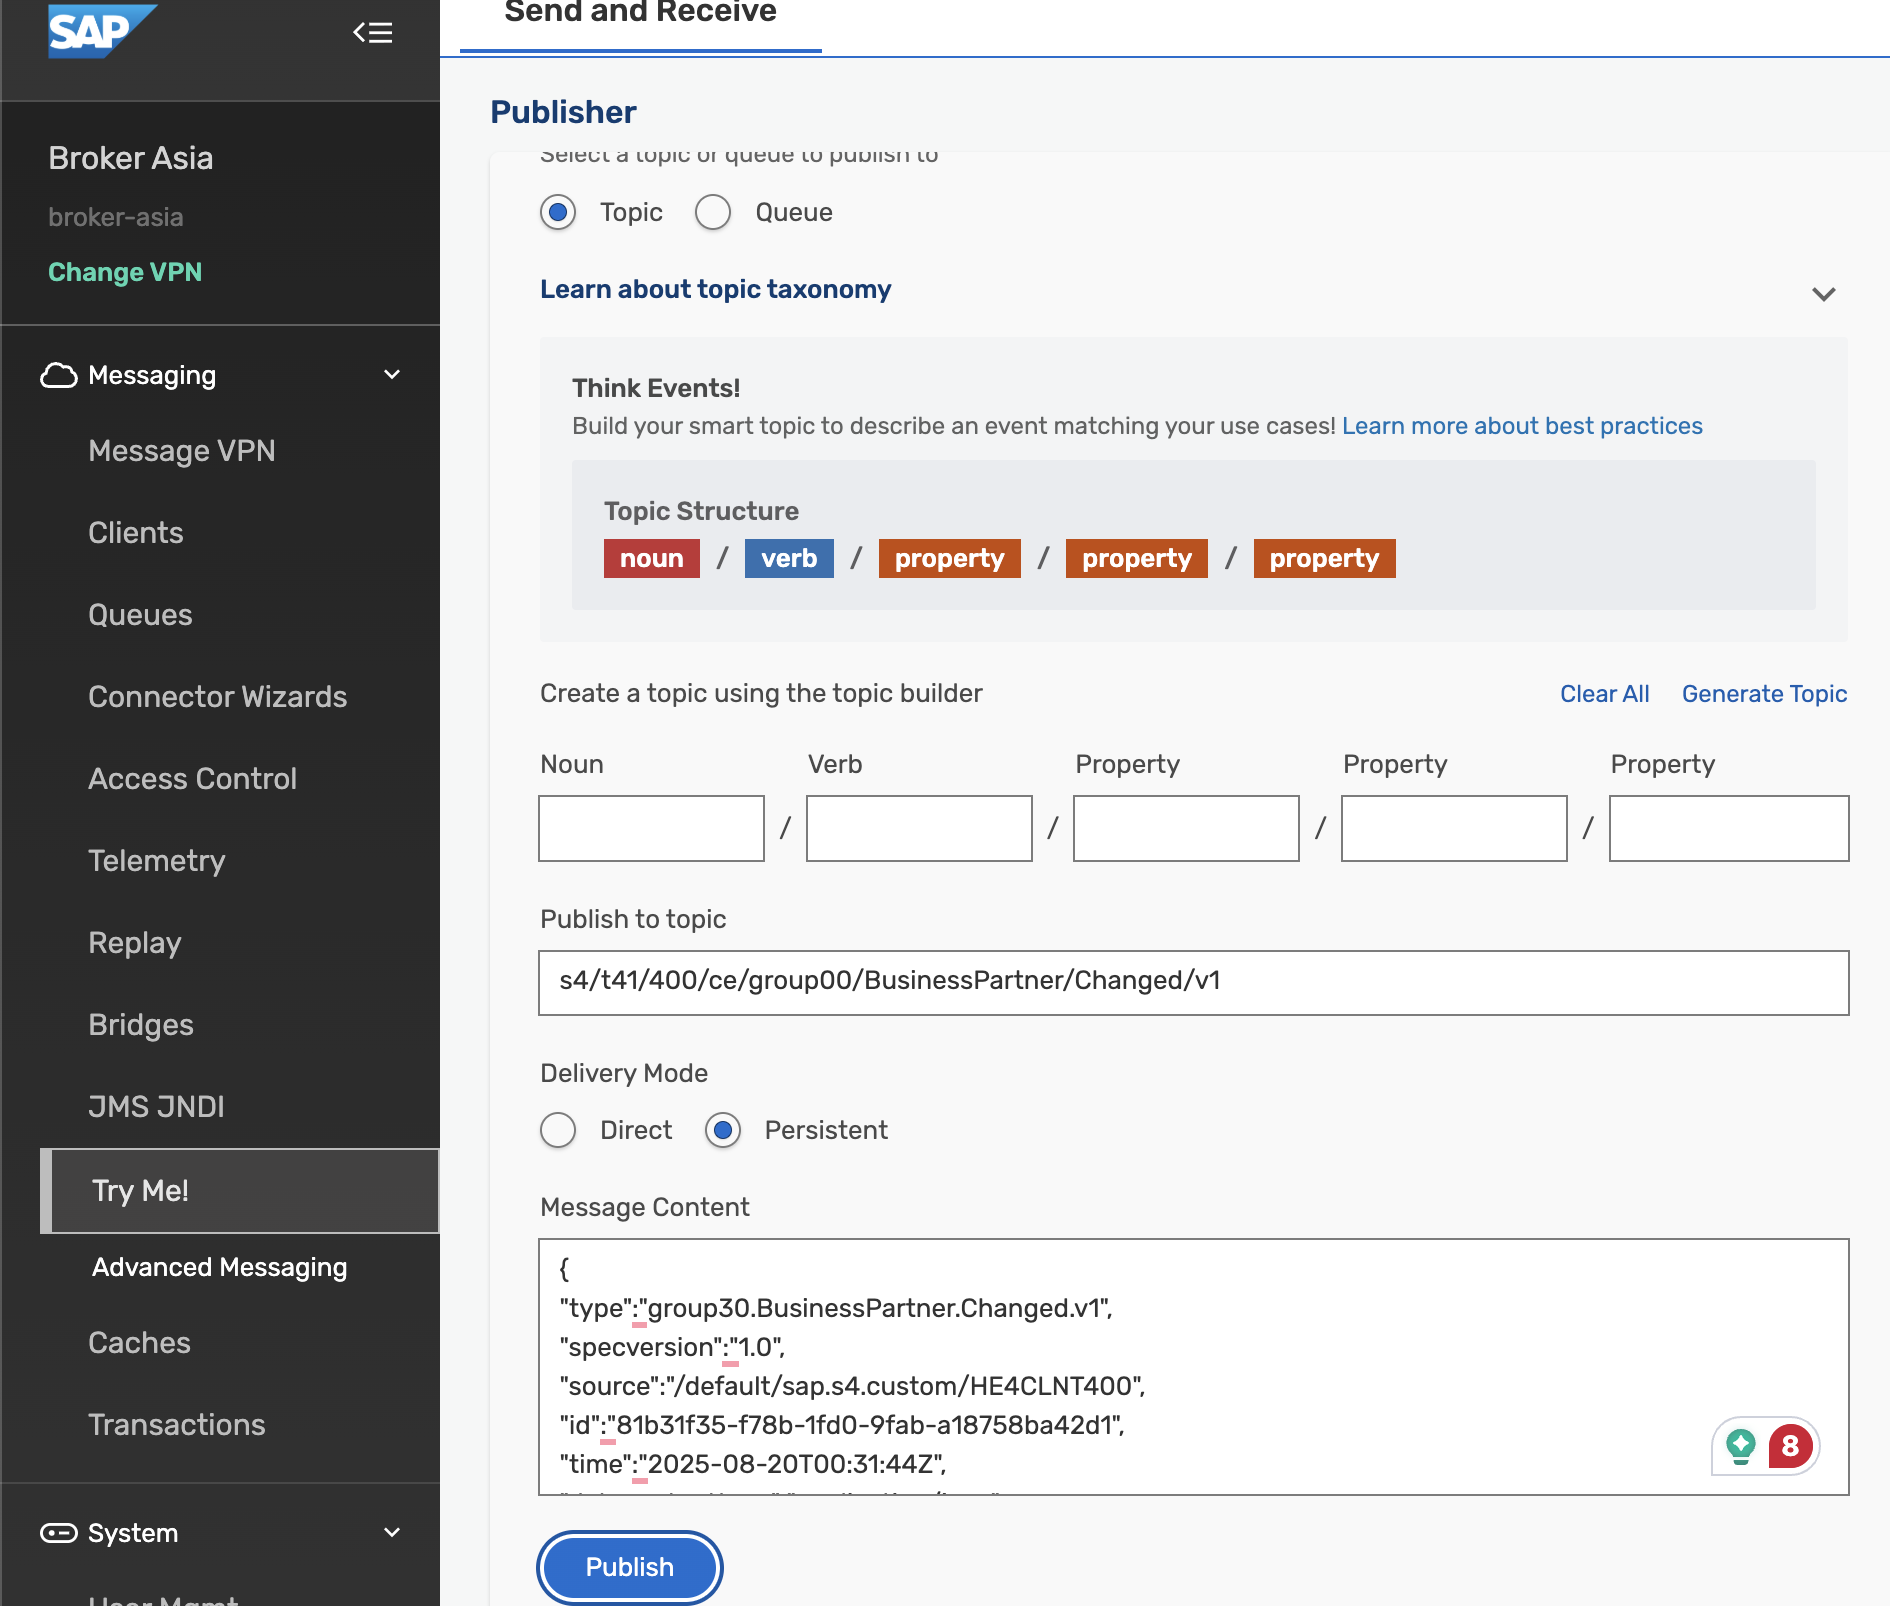 SAP
Broker Asia
broker-asia
Change VPN
Messaging
Message VPN
Clients
Queues
Connector Wizards
Access Control
Telemetry
Replay
Bridges
JMS JNDI
Try Me!
Advanced Messaging
Caches
Transactions
System
User Mgmt
Send and Receive
Publisher
Select a topic or queue to publish to
Topic Queue
Learn about topic taxonomy
Think Events!
Build your smart topic to describe an event matching your use cases! Learn more about best practices
Topic Structure
noun / verb / property / property / property
Create a topic using the topic builder Clear All Generate Topic
Noun Verb Property Property Property
/ / / /
Publish to topic
s4/t41/400/ce/group00/BusinessPartner/Changed/v1
Delivery Mode
Direct Persistent
Message Content
{
"type":"group30.BusinessPartner.Changed.v1",
"specversion":"1.0",
"source":"/default/sap.s4.custom/HE4CLNT400",
"id":"81b31f35-f78b-1fd0-9fab-a18758ba42d1",
"time":"2025-08-20T00:31:44Z",
8
Publish